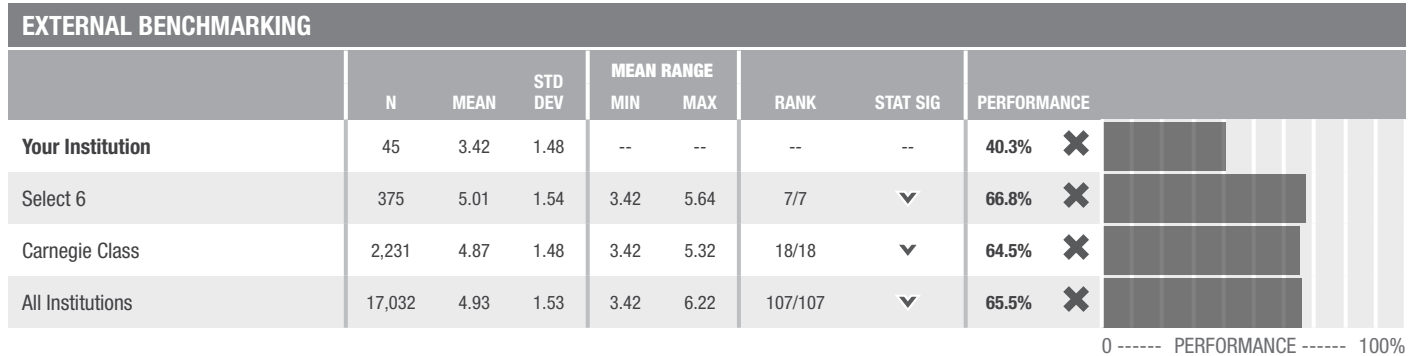 EXTERNAL BENCHMARKING
MEAN RANGE
N MEAN STD DEV MIN MAX RANK STAT SIG PERFORMANCE
Your Institution 45 3.42 1.48 -- -- -- -- 40.3%
Select 6 375 5.01 1.54 3.42 5.64 7/7 66.8%
Carnegie Class 2,231 4.87 1.48 3.42 5.32 18/18 64.5%
All Institutions 17,032 4.93 1.53 3.42 6.22 107/107 65.5%
0 ------ PERFORMANCE ------ 100%